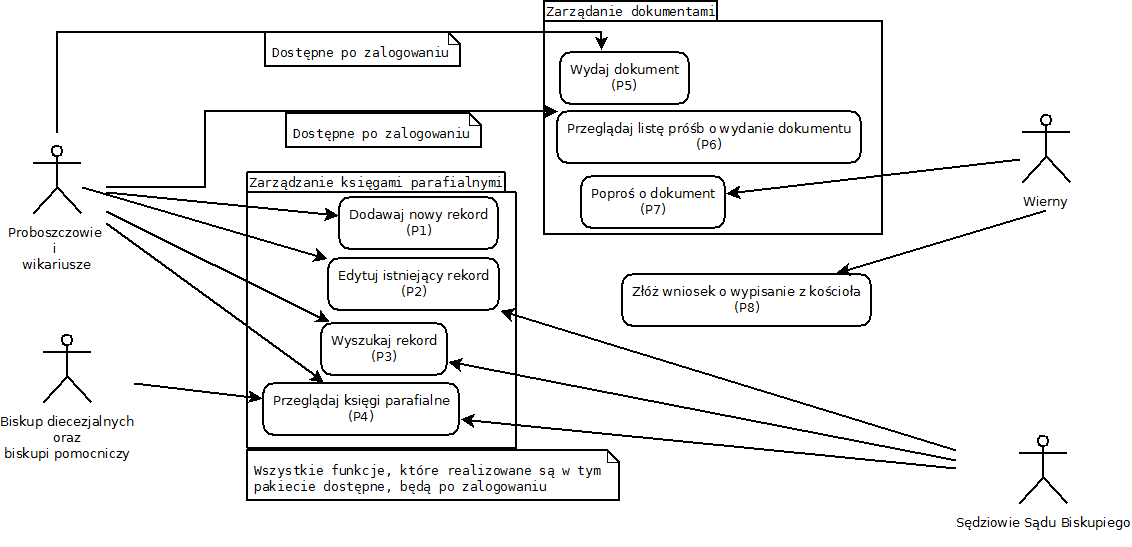 Zarządanie dokumentami
Dostępne po zalogowaniu
Wydaj dokument
(P5)
Dostępne po zalogowaniu
Przeglądaj listę próśb o wydanie dokumentu
(P6)
Zarządzanie księgami parafialnymi
Poproś o dokument
(P7)
Wierny
Dodawaj nowy rekord
(P1)
Proboszczowie
i
wikariusze
Edytuj istniejący rekord
(P2)
Złóż wniosek o wypisanie z kościoła
(P8)
Wyszukaj rekord
(P3)
Przeglądaj księgi parafialne
(P4)
Biskup diecezjalnych
oraz
biskupi pomocniczy
Wszystkie funkcje, które realizowane są w tym
pakiecie dostępne, będą po zalogowaniu
Sędziowie Sądu Biskupiego